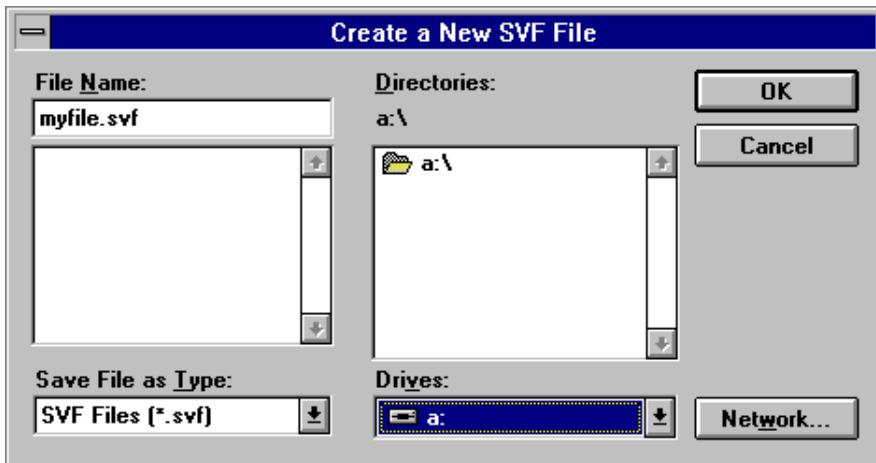 Create a New SVF File
File Name:
myfile.svf
Directories:
a:\
a:\
OK
Cancel
Save File as Type:
SVF Files (*.svf)
Drives:
a:
Network...